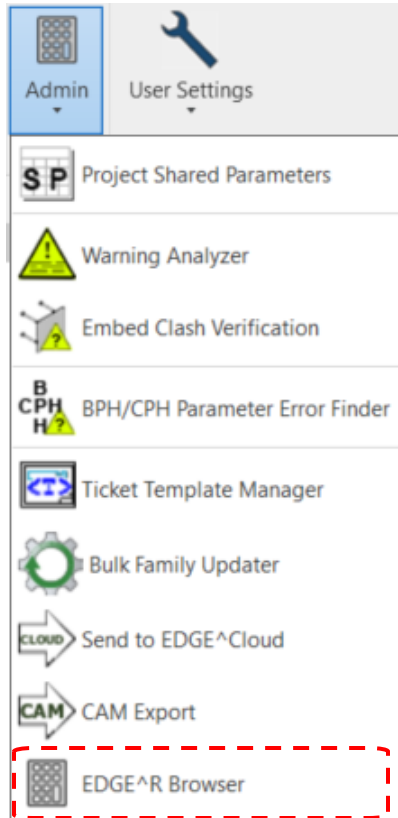 Admin
User Settings
S P Project Shared Parameters
Warning Analyzer
? Embed Clash Verification
B
CPH BPH/CPH Parameter Error Finder
H ?
<T> Ticket Template Manager
Bulk Family Updater
CLOUD Send to EDGE^Cloud
CAM CAM Export
EDGE^R Browser